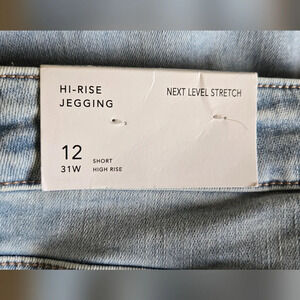 HI-RISE
JEGGING
NEXT LEVEL STRETCH
12
SHORT
31W
HIGH RISE